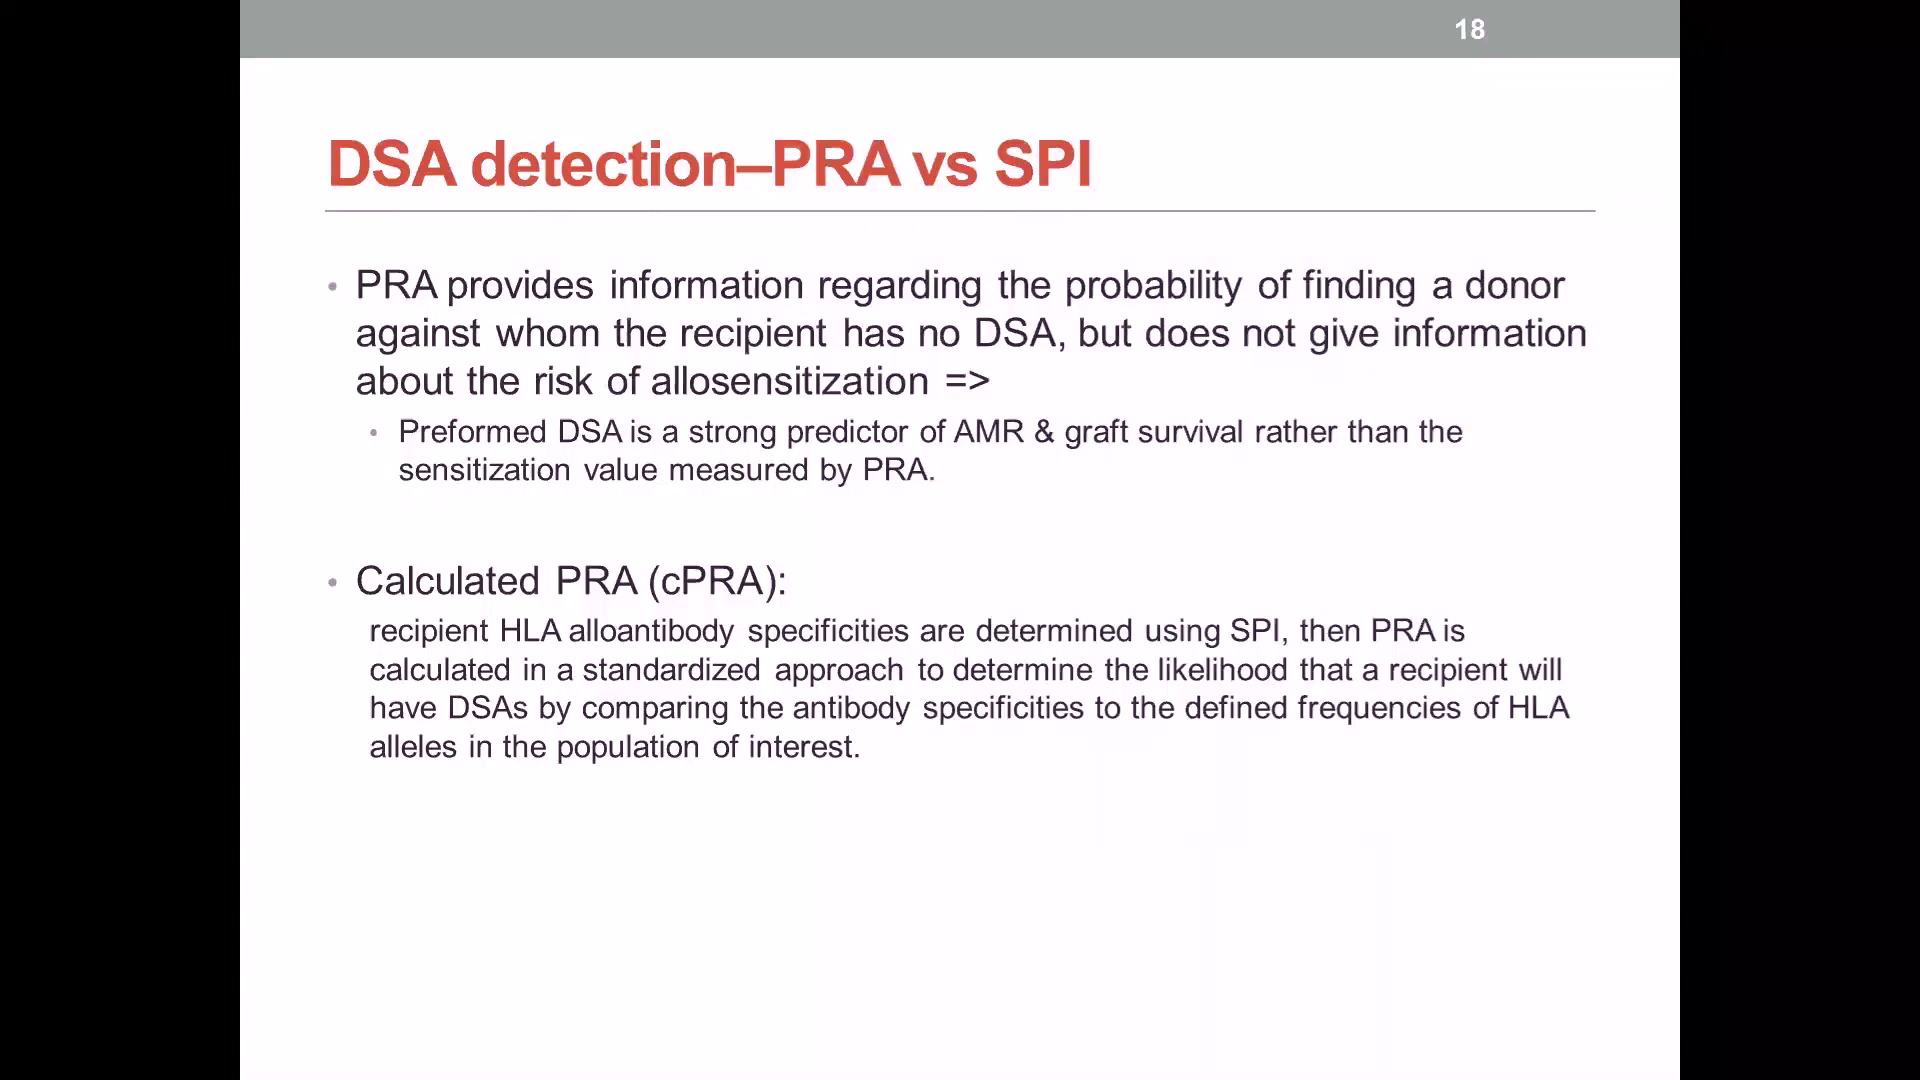 18
DSA detection–PRA vs SPI
• PRA provides information regarding the probability of finding a donor
against whom the recipient has no DSA, but does not give information
about the risk of allosensitization =>
• Preformed DSA is a strong predictor of AMR & graft survival rather than the
sensitization value measured by PRA.
• Calculated PRA (cPRA):
recipient HLA alloantibody specificities are determined using SPI, then PRA is
calculated in a standardized approach to determine the likelihood that a recipient will
have DSAs by comparing the antibody specificities to the defined frequencies of HLA
alleles in the population of interest.